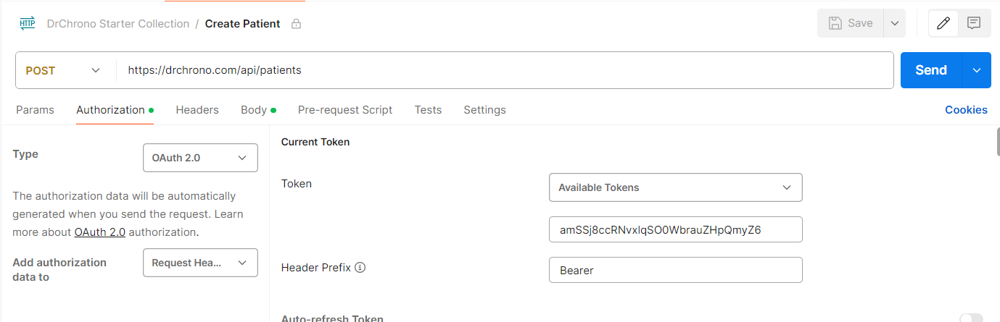 HTTP DrChrono Starter Collection / Create Patient Save
POST https://drchrono.com/api/patients Send
Params Authorization Headers Body Pre-request Script Tests Settings Cookies
Type OAuth 2.0
The authorization data will be automatically
generated when you send the request. Learn
more about OAuth 2.0 authorization.
Add authorization
data to
Request Hea...
Current Token
Token Available Tokens
amSSj8ccRNvxlqSO0WbrauZHpQmyZ6
Header Prefix Bearer
Auto-refresh Token